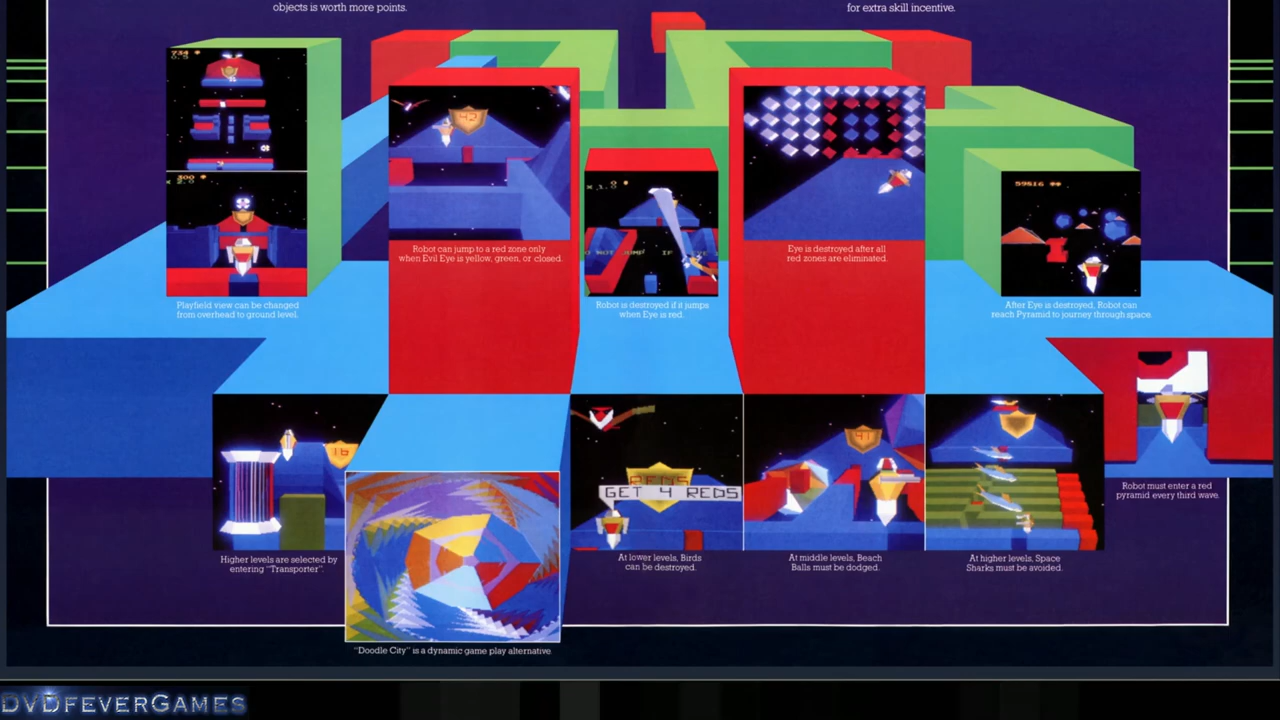 objects is worth more points.
for extra skill incentive.
Robot can jump to a red zone only
when Evil Eye is yellow, green, or closed.
Eye is destroyed after all
red zones are eliminated.
Playfield view can be changed
from overhead to ground level.
Robot is destroyed if it jumps
when Eye is red.
After Eye is destroyed, Robot can
reach Pyramid to journey through space.
42
59816
16
GET 4 REDS
41
Robot must enter a red
pyramid every third wave.
Higher levels are selected by
entering "Transporter".
At lower levels, Birds
can be destroyed.
At middle levels, Beach
Balls must be dodged.
At higher levels, Space
Sharks must be avoided.
"Doodle City" is a dynamic game play alternative.
DVDFEVERGAMES